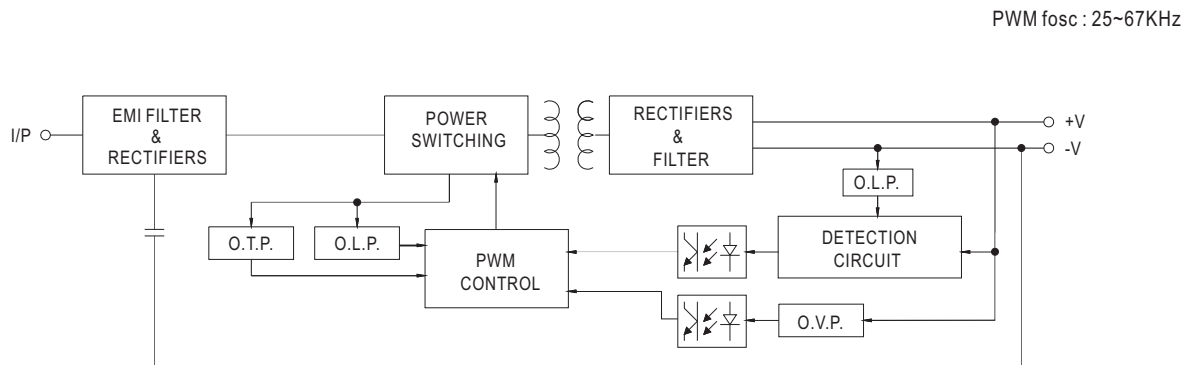 PWM fosc : 25~67KHz
I/P
EMI FILTER
&
RECTIFIERS
POWER
SWITCHING
RECTIFIERS
&
FILTER
+V
-V
O.L.P.
O.T.P.
O.L.P.
PWM
CONTROL
DETECTION
CIRCUIT
O.V.P.